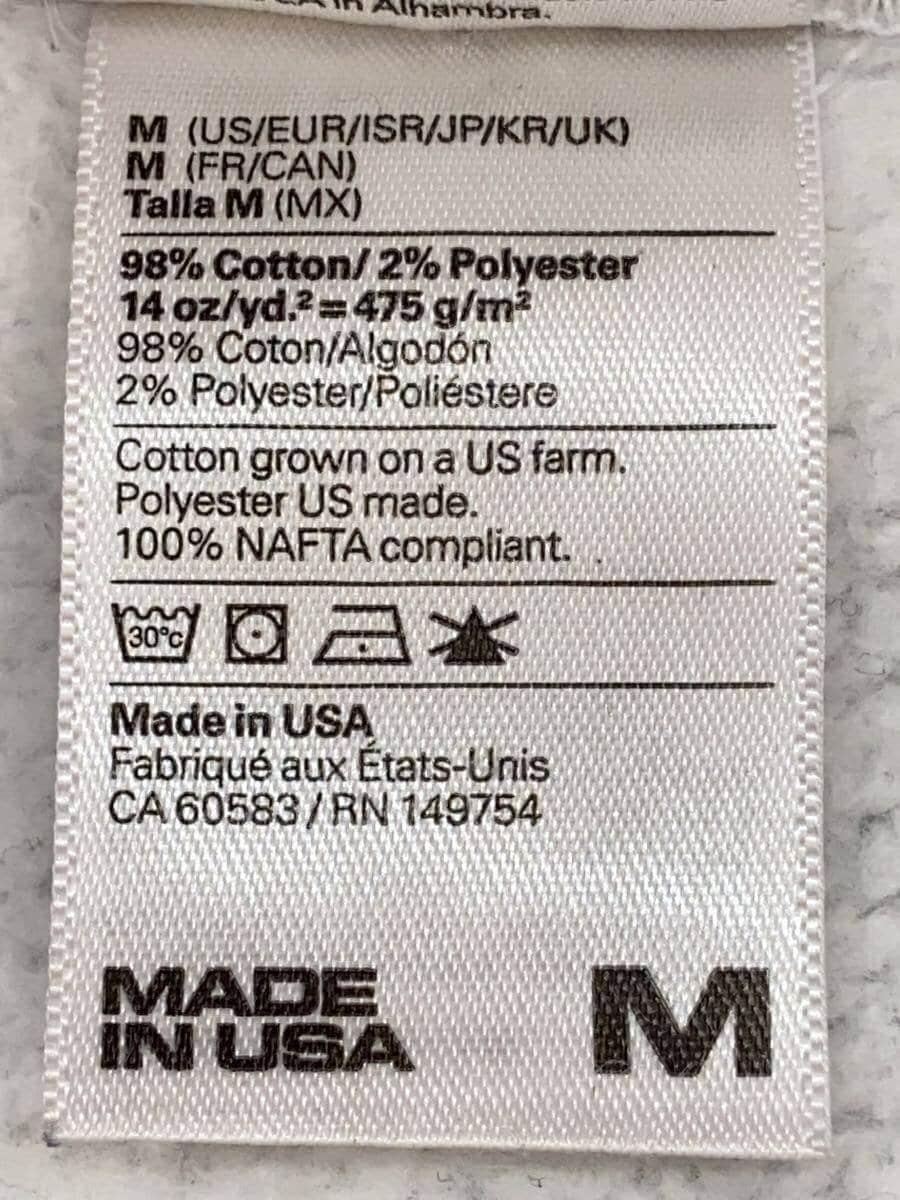 in Alhambra.
M (US/EUR/ISR/JP/KR/UK)
M (FR/CAN)
Talla M (MX)
98% Cotton/ 2% Polyester
14 oz/yd.² = 475 g/m²
98% Coton/Algodón
2% Polyester/Poliéstere
Cotton grown on a US farm.
Polyester US made.
100% NAFTA compliant. .
30°c
Made in USA
Fabriqué aux États-Unis
CA 60583 / RN 149754
MADE
IN USA
M